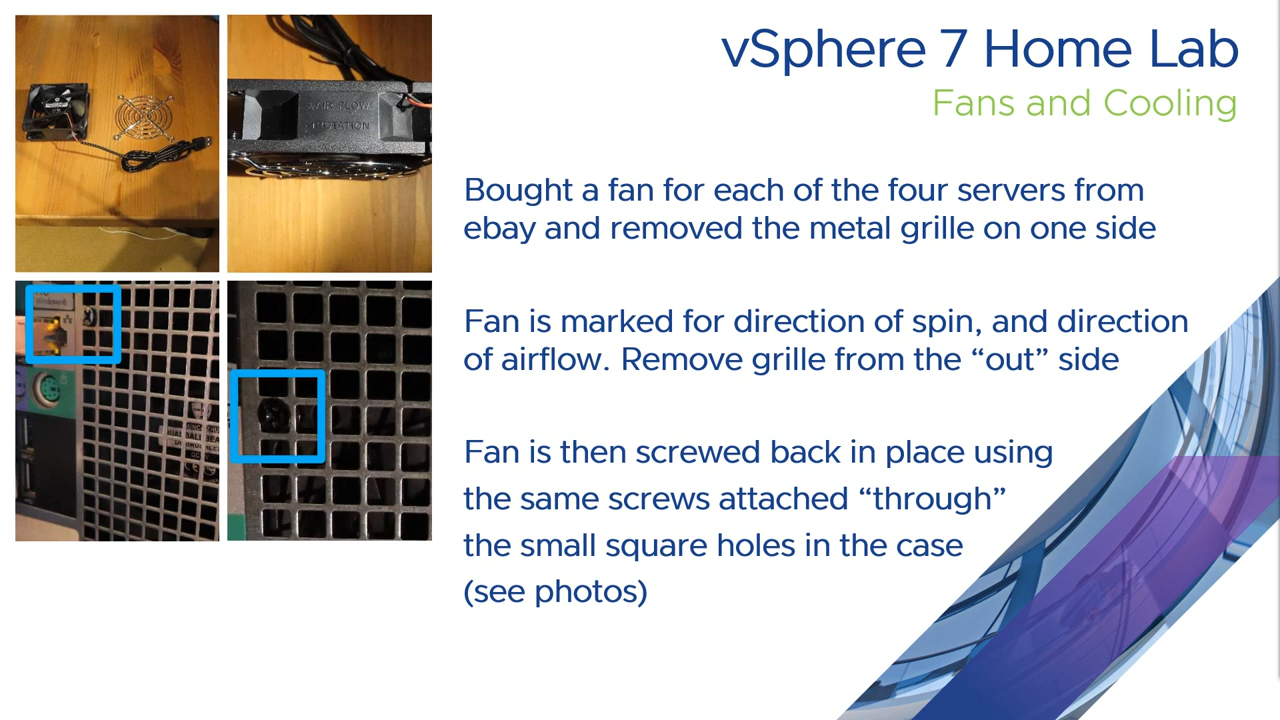 vSphere 7 Home Lab
Fans and Cooling
AIR FLOW
ROTATION
Bought a fan for each of the four servers from
ebay and removed the metal grille on one side
Fan is marked for direction of spin, and direction
of airflow. Remove grille from the “out” side
Fan is then screwed back in place using
the same screws attached “through”
the small square holes in the case
(see photos)